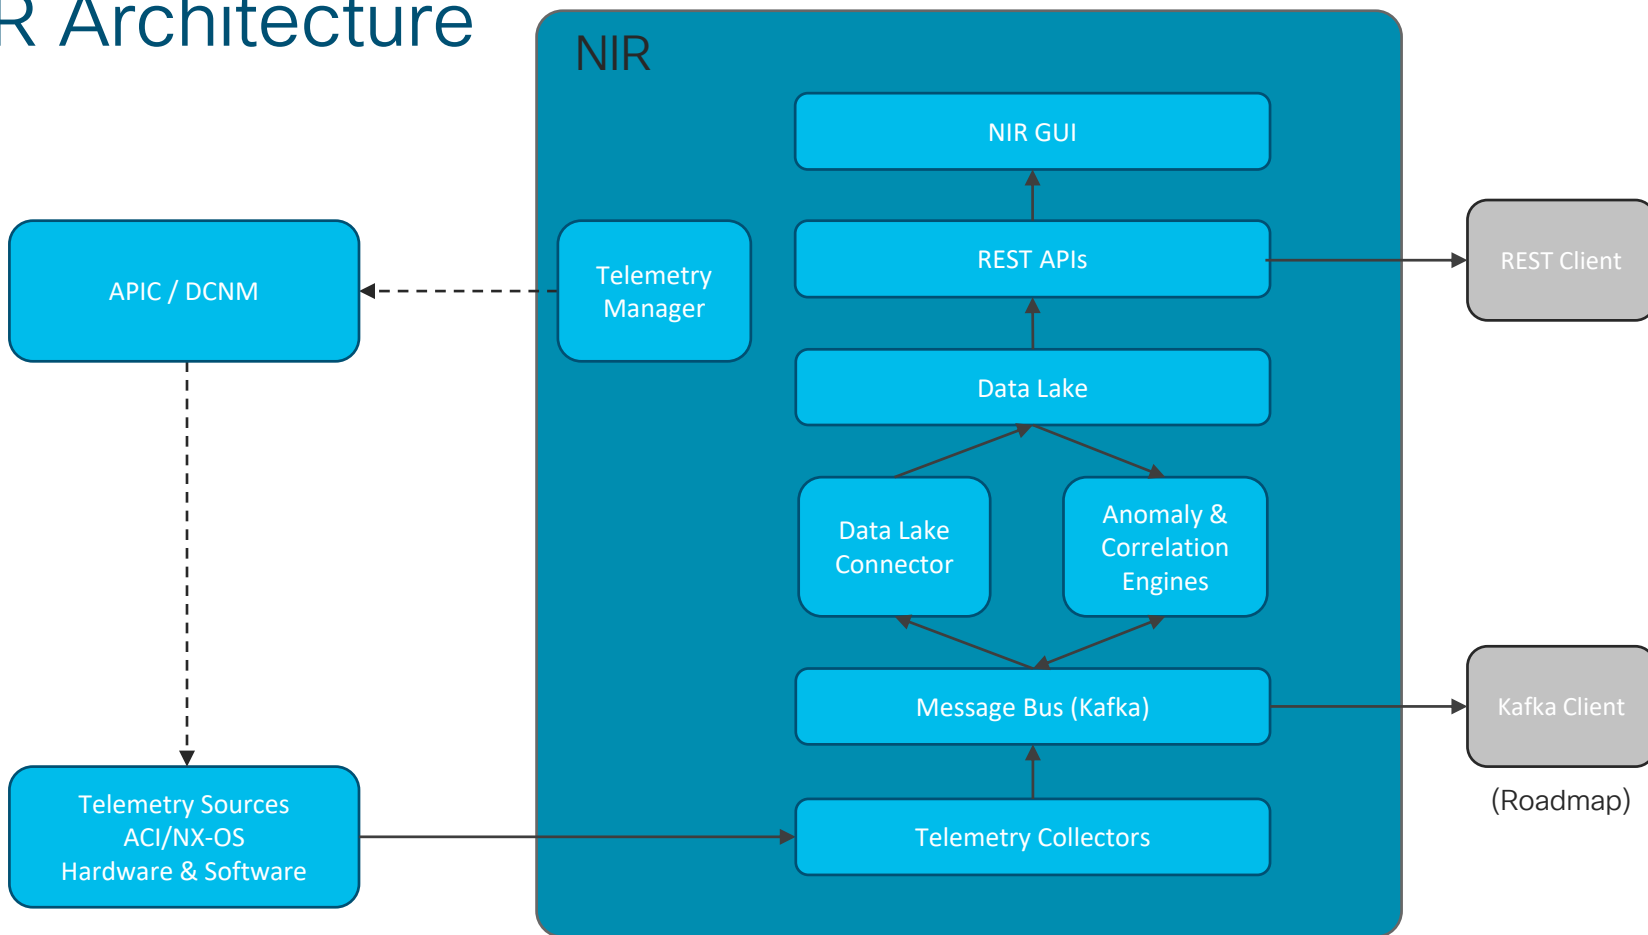 R Architecture
NIR
NIR GUI
APIC / DCNM
Telemetry
Manager
REST APIs
REST Client
Data Lake
Data Lake
Connector
Anomaly &
Correlation
Engines
Message Bus (Kafka)
Kafka Client
(Roadmap)
Telemetry Sources
ACI/NX-OS
Hardware & Software
Telemetry Collectors